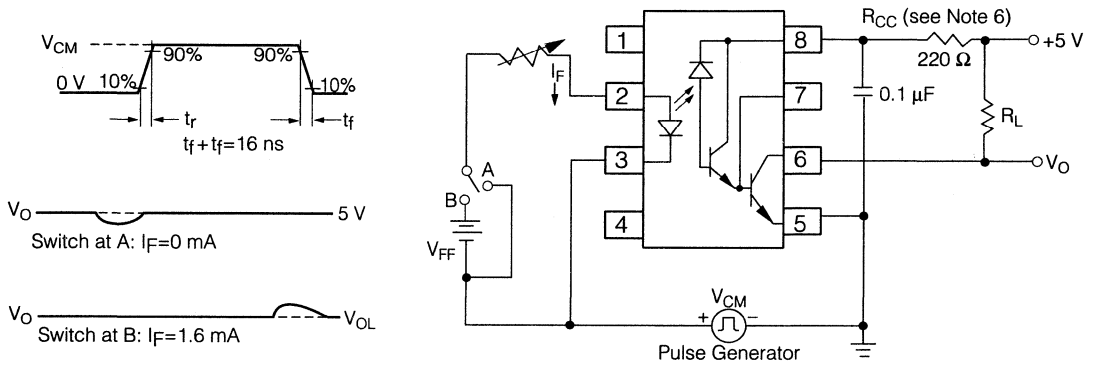 VCM
90%
90%
0 V
10%
10%
tr
tf
tf+tf=16 ns
VO
5 V
Switch at A: IF=0 mA
VO
VOL
Switch at B: IF=1.6 mA
IF
A
B
VFF
1
2
3
4
8
7
6
5
RCC (see Note 6)
220 Ω
+5 V
0.1 µF
RL
VO
VCM
+
−
Pulse Generator